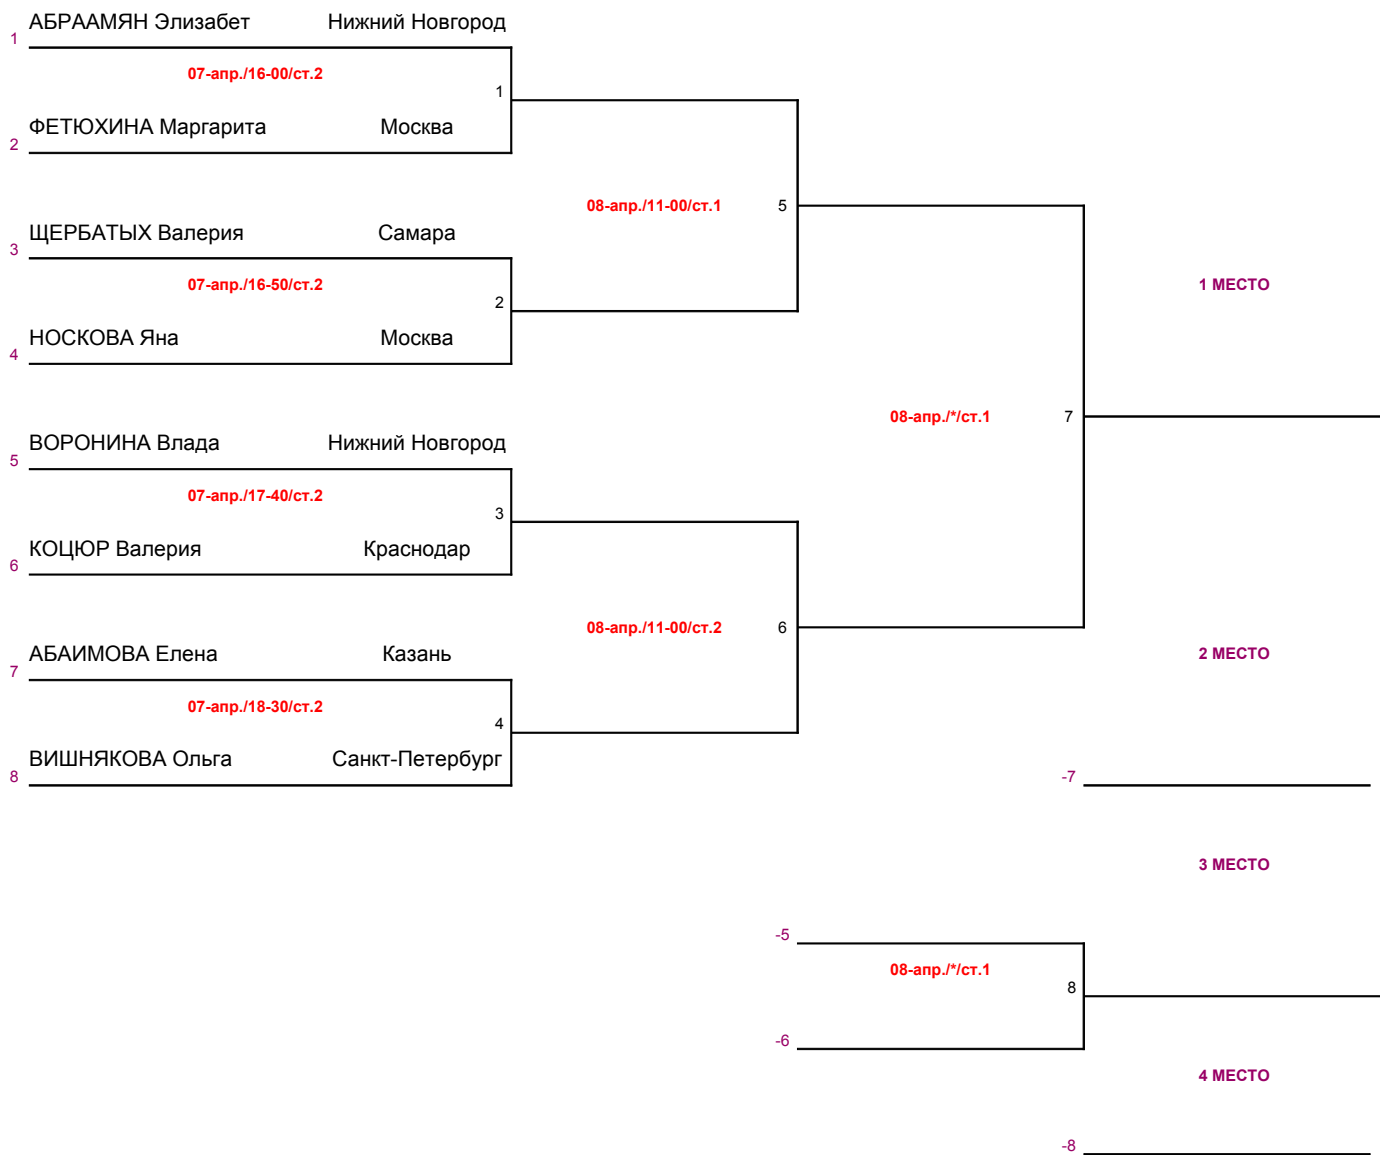 АБРААМЯН Элизабет Нижний Новгород
1
07-апр./16-00/ст.2
1
ФЕТЮХИНА Маргарита Москва
2
08-апр./11-00/ст.1 5
ЩЕРБАТЫХ Валерия Самара
3
07-апр./16-50/ст.2 1 МЕСТО
2
НОСКОВА Яна Москва
4
08-апр./*/ст.1 7
ВОРОНИНА Влада Нижний Новгород
5
07-апр./17-40/ст.2
3
КОЦЮР Валерия Краснодар
6
08-апр./11-00/ст.2 6
АБАИМОВА Елена Казань 2 МЕСТО
7
07-апр./18-30/ст.2
4
ВИШНЯКОВА Ольга Санкт-Петербург
8 -7
3 МЕСТО
-5
08-апр./*/ст.1
8
-6
4 МЕСТО
-8